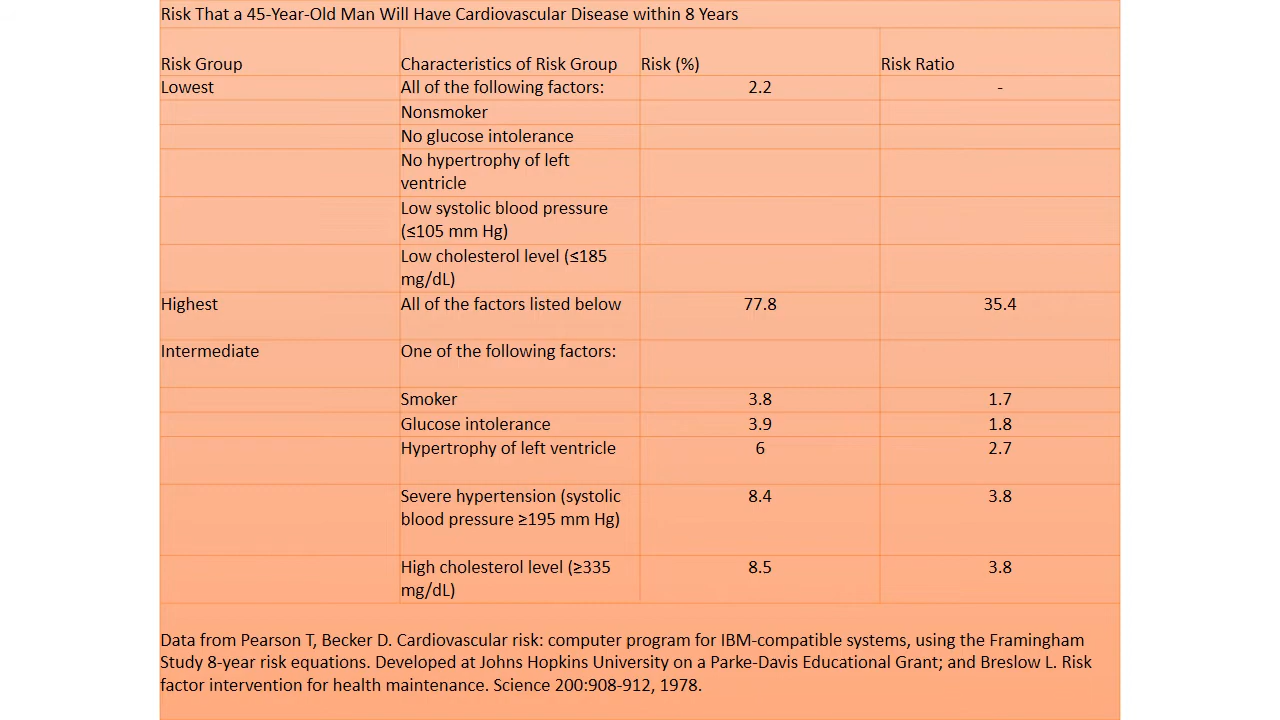 Risk That a 45-Year-Old Man Will Have Cardiovascular Disease within 8 Years
Risk Group Characteristics of Risk Group Risk (%) Risk Ratio
Lowest All of the following factors: 2.2 -
Nonsmoker
No glucose intolerance
No hypertrophy of left
ventricle
Low systolic blood pressure
(≤105 mm Hg)
Low cholesterol level (≤185
mg/dL)
Highest All of the factors listed below 77.8 35.4
Intermediate One of the following factors:
Smoker 3.8 1.7
Glucose intolerance 3.9 1.8
Hypertrophy of left ventricle 6 2.7
Severe hypertension (systolic 8.4 3.8
blood pressure ≥195 mm Hg)
High cholesterol level (≥335 8.5 3.8
mg/dL)
Data from Pearson T, Becker D. Cardiovascular risk: computer program for IBM-compatible systems, using the Framingham
Study 8-year risk equations. Developed at Johns Hopkins University on a Parke-Davis Educational Grant; and Breslow L. Risk
factor intervention for health maintenance. Science 200:908-912, 1978.